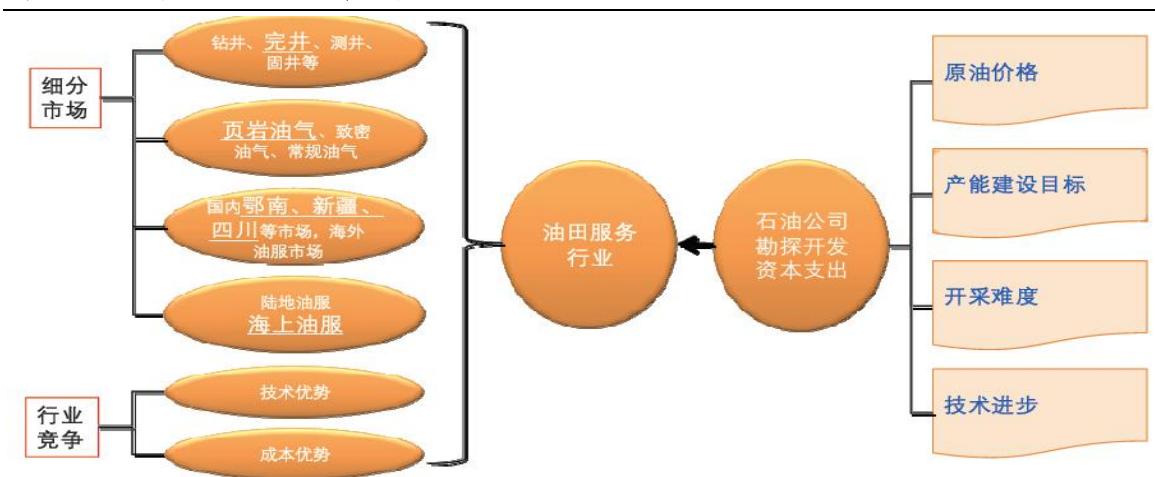 细分
市场
钻井、完井、测井、
固井等
页岩油气、致密
油气、常规油气
国内鄂南、新疆、
四川等市场，海外
油服市场
陆地油服
海上油服
行业
竞争
技术优势
成本优势
油田服务
行业
石油公司
勘探开发
资本支出
原油价格
产能建设目标
开采难度
技术进步